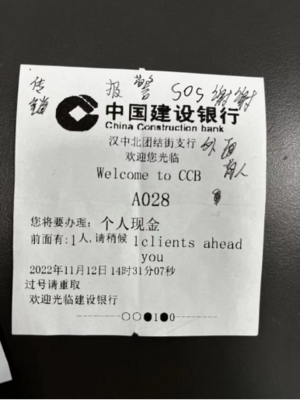 传销 报警 SOS 谢谢
中国建设银行
China Construction bank
外面有人
汉中北团结街支行
欢迎您光临
Welcome to CCB
A028
您将要办理：个人现金
前面有:1人,请稍候 1clients ahead
you
2022年11月12日 14时31分07秒
过号请重取
欢迎光临建设银行